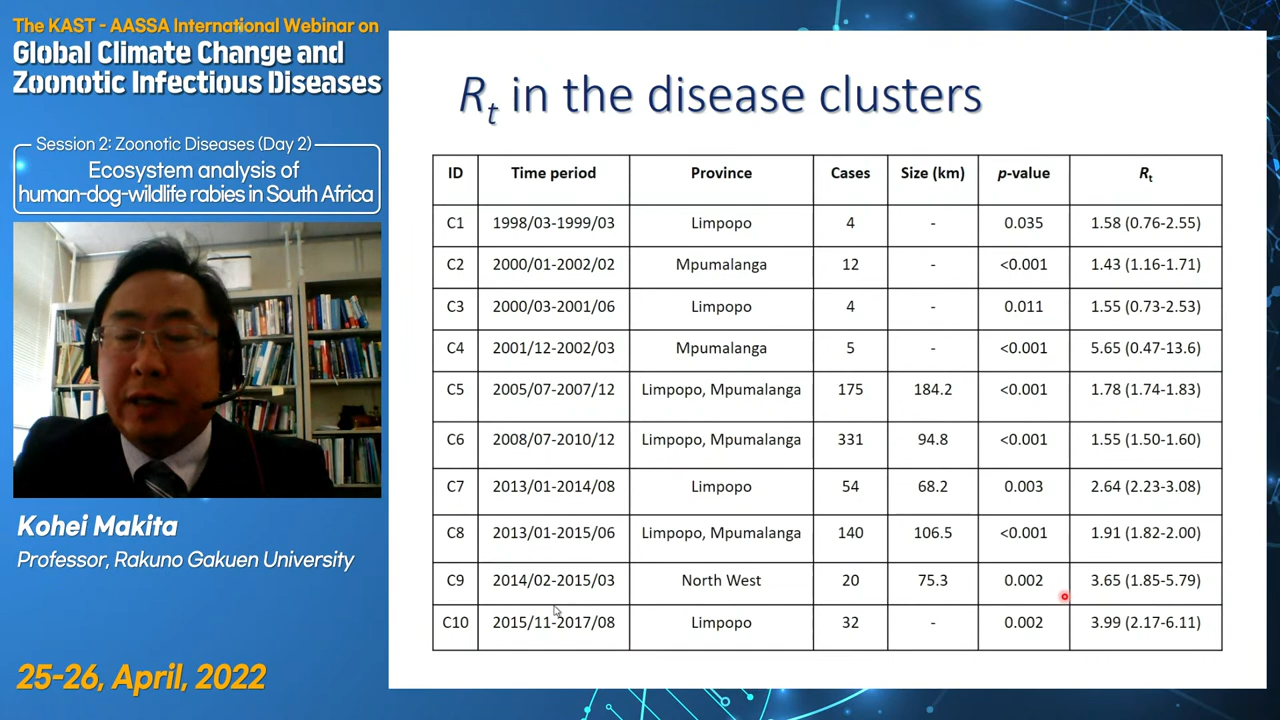 The KAST - AASSA International Webinar on
Global Climate Change and
Zoonotic Infectious Diseases
Session 2: Zoonotic Diseases (Day 2)
Ecosystem analysis of
human-dog-wildlife rabies in South Africa
Kohei Makita
Professor, Rakuno Gakuen University
25-26, April, 2022
Rt in the disease clusters
ID Time period Province Cases Size (km) p-value Rt
C1 1998/03-1999/03 Limpopo 4 - 0.035 1.58 (0.76-2.55)
C2 2000/01-2002/02 Mpumalanga 12 - <0.001 1.43 (1.16-1.71)
C3 2000/03-2001/06 Limpopo 4 - 0.011 1.55 (0.73-2.53)
C4 2001/12-2002/03 Mpumalanga 5 - <0.001 5.65 (0.47-13.6)
C5 2005/07-2007/12 Limpopo, Mpumalanga 175 184.2 <0.001 1.78 (1.74-1.83)
C6 2008/07-2010/12 Limpopo, Mpumalanga 331 94.8 <0.001 1.55 (1.50-1.60)
C7 2013/01-2014/08 Limpopo 54 68.2 0.003 2.64 (2.23-3.08)
C8 2013/01-2015/06 Limpopo, Mpumalanga 140 106.5 <0.001 1.91 (1.82-2.00)
C9 2014/02-2015/03 North West 20 75.3 0.002 3.65 (1.85-5.79)
C10 2015/11-2017/08 Limpopo 32 - 0.002 3.99 (2.17-6.11)